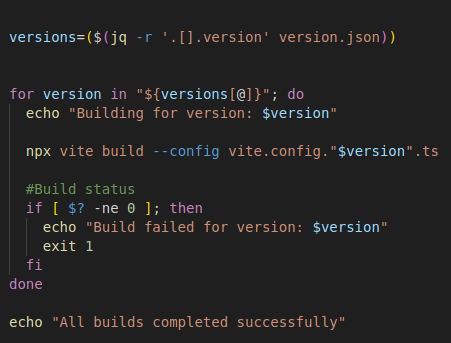 versions=($(jq -r '.[].version' version.json))
for version in "${versions[@]}"; do
echo "Building for version: $version"
npx vite build --config vite.config."$version".ts
#Build status
if [ $? -ne 0 ]; then
echo "Build failed for version: $version"
exit 1
fi
done
echo "All builds completed successfully"